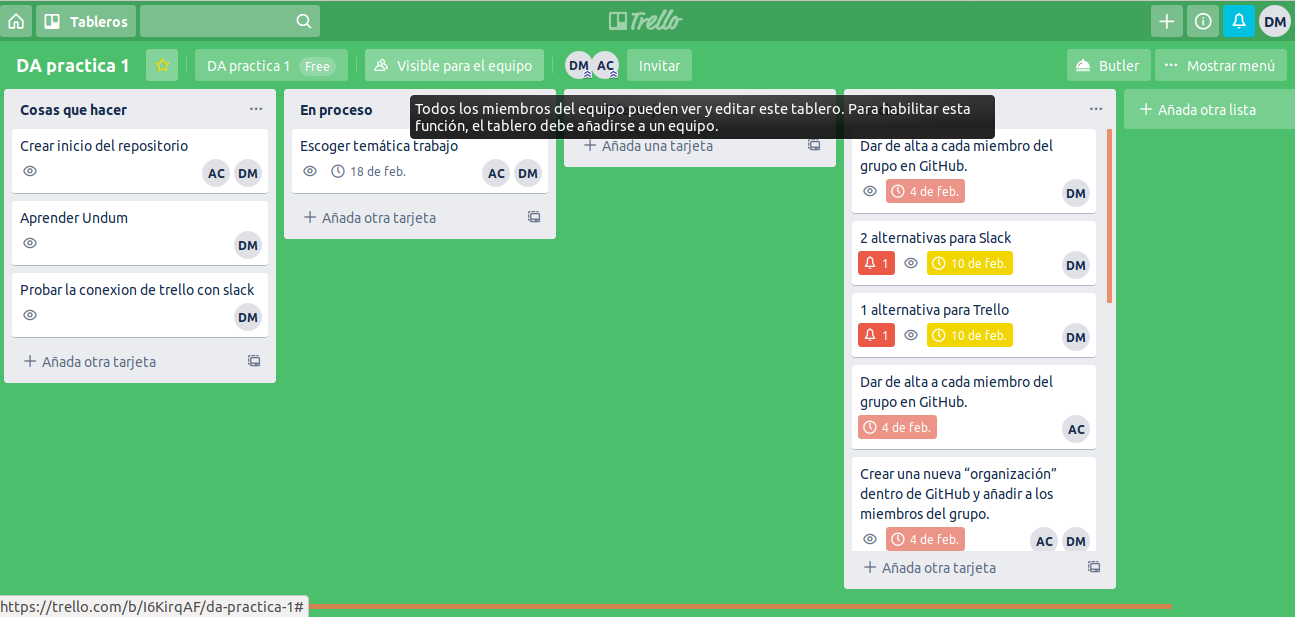 Tableros
Trello
DM
DA practica 1
DA practica 1 Free
Visible para el equipo
DM
AC
Invitar
Butler
··· Mostrar menú
Todos los miembros del equipo pueden ver y editar este tablero. Para habilitar esta
función, el tablero debe añadirse a un equipo.
Cosas que hacer
Crear inicio del repositorio
AC DM
Aprender Undum
DM
Probar la conexion de trello con slack
DM
+ Añada otra tarjeta
En proceso
Escoger temática trabajo
18 de feb.
AC DM
+ Añada otra tarjeta
+ Añada una tarjeta
Dar de alta a cada miembro del
grupo en GitHub.
4 de feb.
DM
2 alternativas para Slack
1
10 de feb.
DM
1 alternativa para Trello
1
10 de feb.
DM
Dar de alta a cada miembro del
grupo en GitHub.
4 de feb.
AC
Crear una nueva “organización”
dentro de GitHub y añadir a los
miembros del grupo.
4 de feb.
AC DM
+ Añada otra tarjeta
+ Añada otra lista
https://trello.com/b/I6KirqAF/da-practica-1#